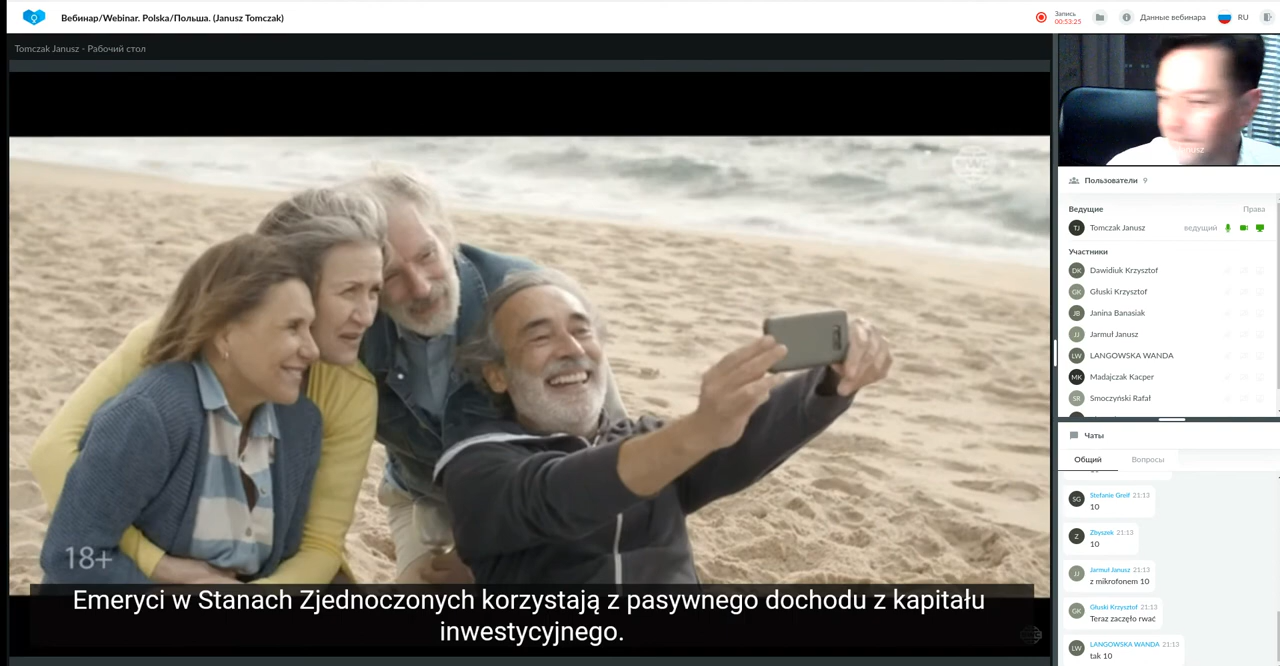 Вебинар/Webinar. Polska/Польша. (Janusz Tomczak)
Запись
00:53:25
Данные вебинара
RU
Tomczak Janusz - Рабочий стол
18+
Emeryci w Stanach Zjednoczonych korzystają z pasywnego dochodu z kapitału
inwestycyjnego.
Пользователи 9
Ведущие Права
TJ Tomczak Janusz ведущий
Участники
DK Dawidiuk Krzysztof
GK Głuski Krzysztof
JB Janina Banasiak
JJ Jarmuł Janusz
LW LANGOWSKA WANDA
MK Madajczak Kacper
SR Smoczyński Rafał
Чаты
Общий Вопросы
SG Stefanie Greif 21:13
10
Z Zbyszek 21:13
10
JJ Jarmuł Janusz 21:13
z mikrofonem 10
GK Głuski Krzysztof 21:13
Teraz zaczęło rwać
LW LANGOWSKA WANDA 21:13
tak 10